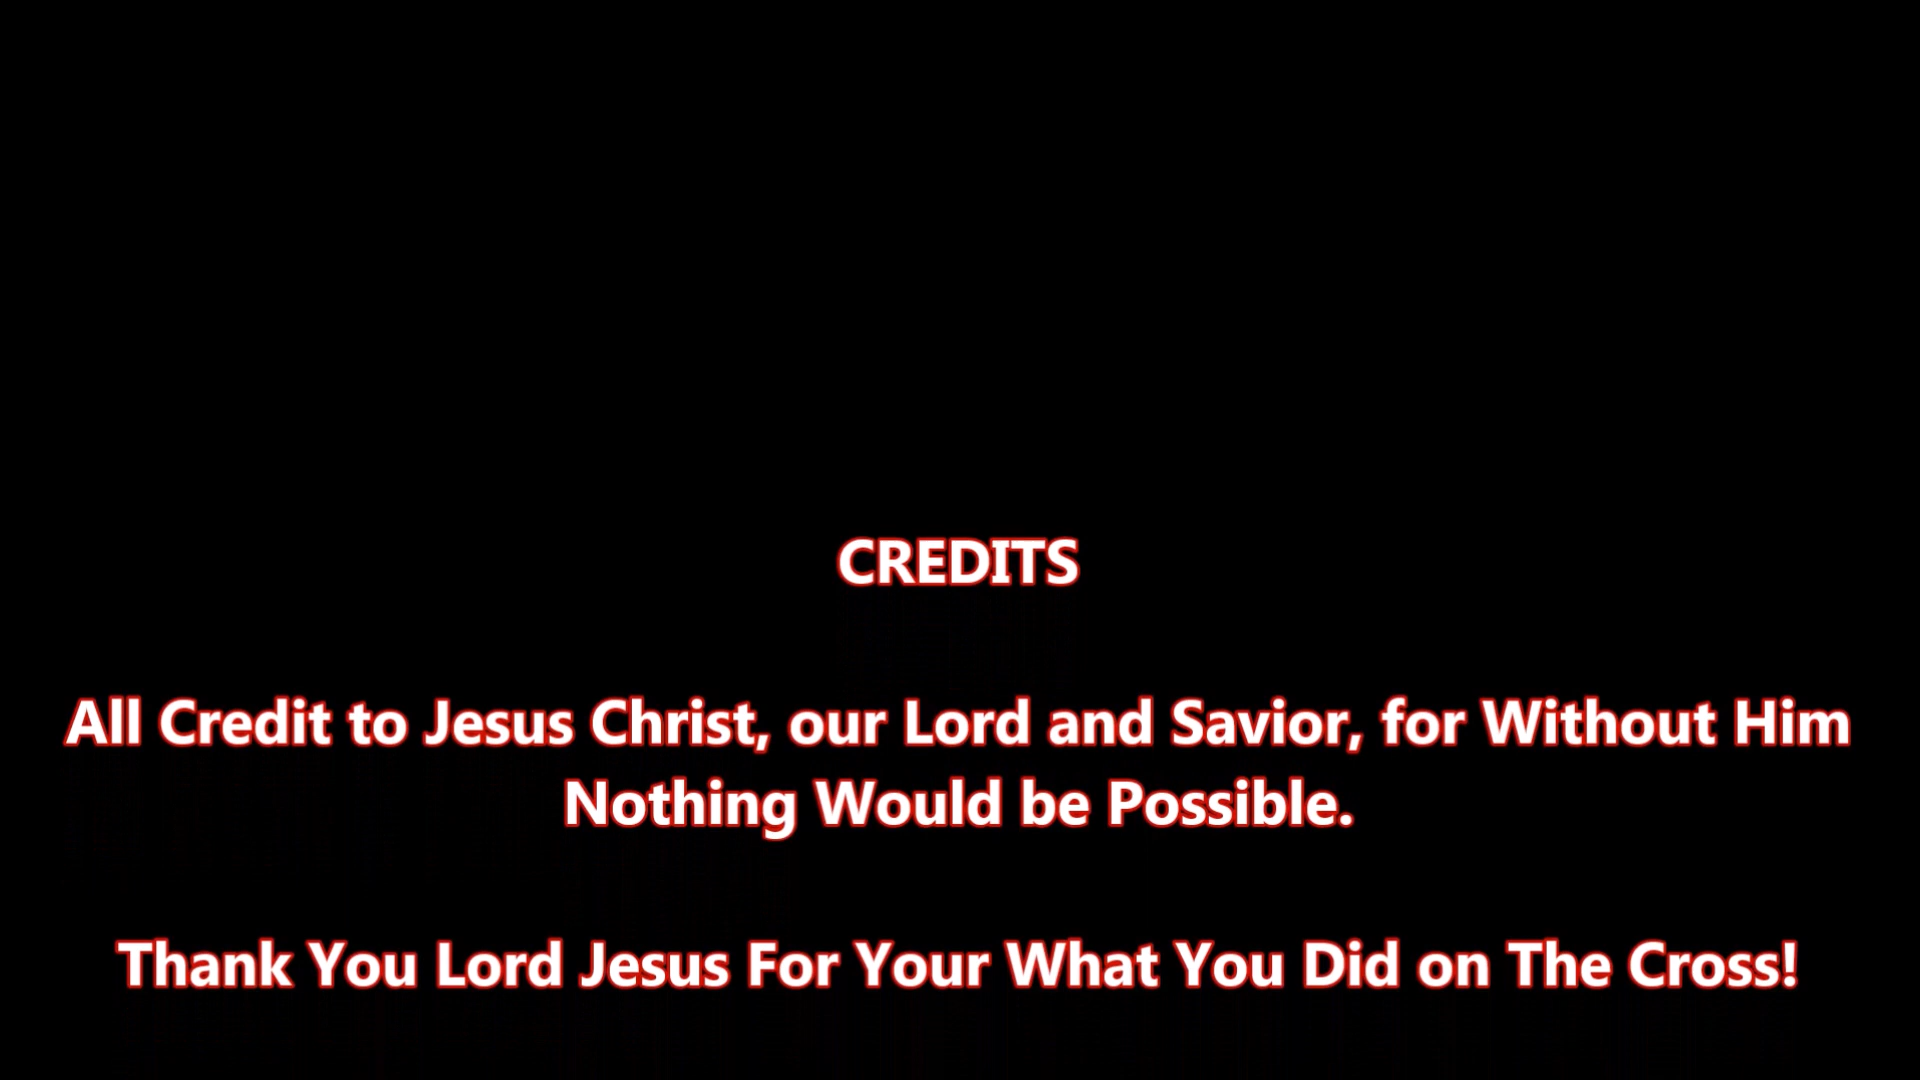 CREDITS
All Credit to Jesus Christ, our Lord and Savior, for Without Him
Nothing Would be Possible.
Thank You Lord Jesus For Your What You Did on The Cross!